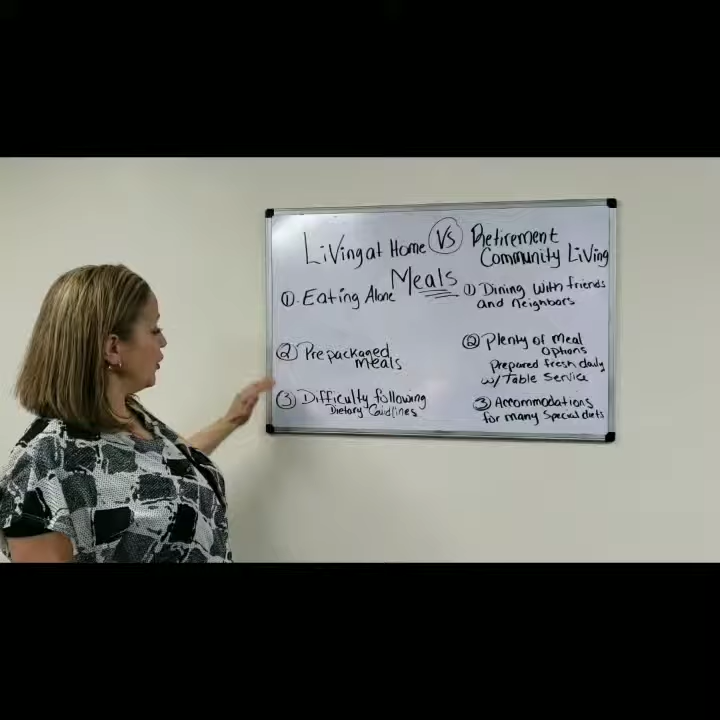 Living at Home VS Retirement
Community Living
Meals
① Eating Alone
② Prepackaged
meals
③ Difficulty following
Dietary Guidlines
① Dining with friends
and neighbors
② Plenty of meal
options
Prepared fresh daily
w/ Table Service
③ Accommodations
for many special diets